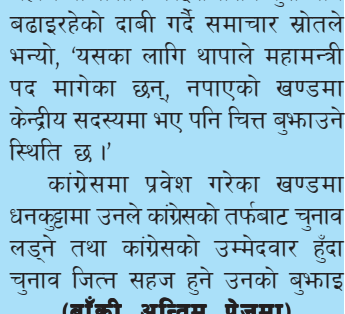 बढाइरहेको दाबी गर्दै समाचार स्रोतले
भन्यो, ‘यसका लागि थापाले महामन्त्री
पद मागेका छन्, नपाएको खण्डमा
केन्द्रीय सदस्यमा भए पनि चित्त बुझाउने
स्थिति छ ।’
कांग्रेसमा प्रवेश गरेका खण्डमा
धनकुट्टामा उनले कांग्रेसको तर्फबाट चुनाव
लड्ने तथा कांग्रेसको उम्मेदवार हुँदा
चुनाव जित्न सहज हुने उनको बुझाइ
(बाँकी अन्तिम पेजमा)